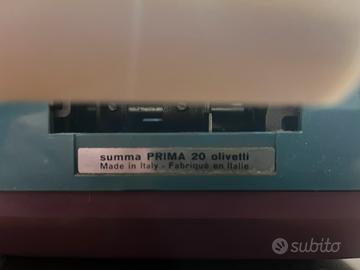 summa PRIMA 20 olivetti
Made in Italy - Fabriqué en Italie
subito